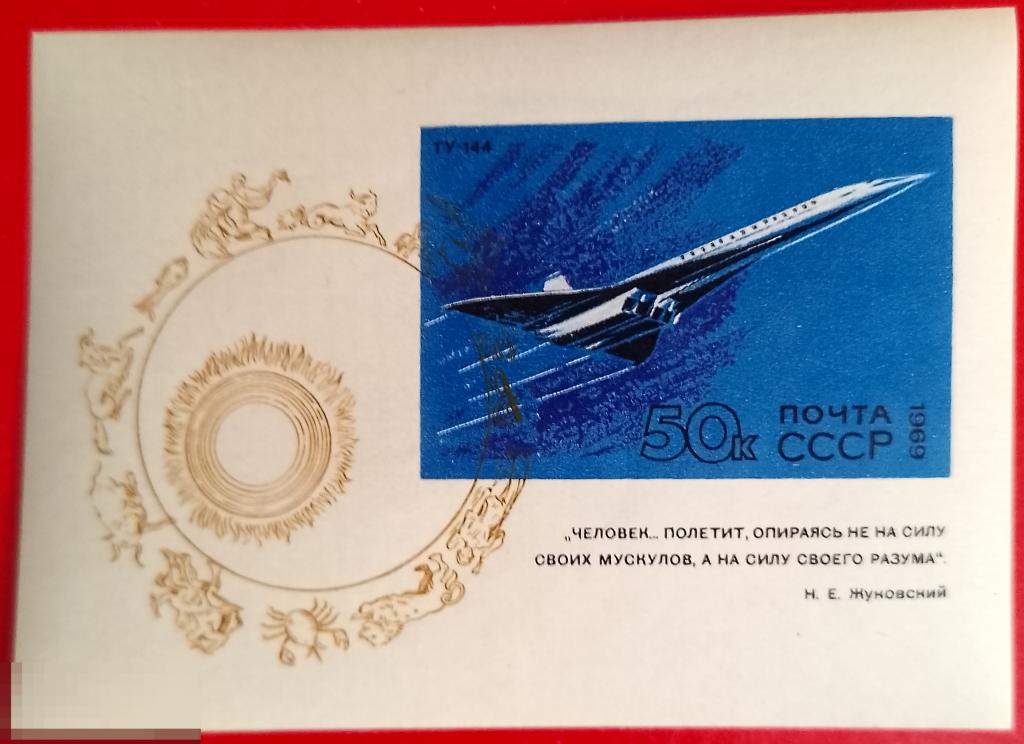 ТУ-144
50к
ПОЧТА
СССР
1969
„ЧЕЛОВЕК... ПОЛЕТИТ, ОПИРАЯСЬ НЕ НА СИЛУ
СВОИХ МУСКУЛОВ, А НА СИЛУ СВОЕГО РАЗУМА“.
Н. Е. Жуковский